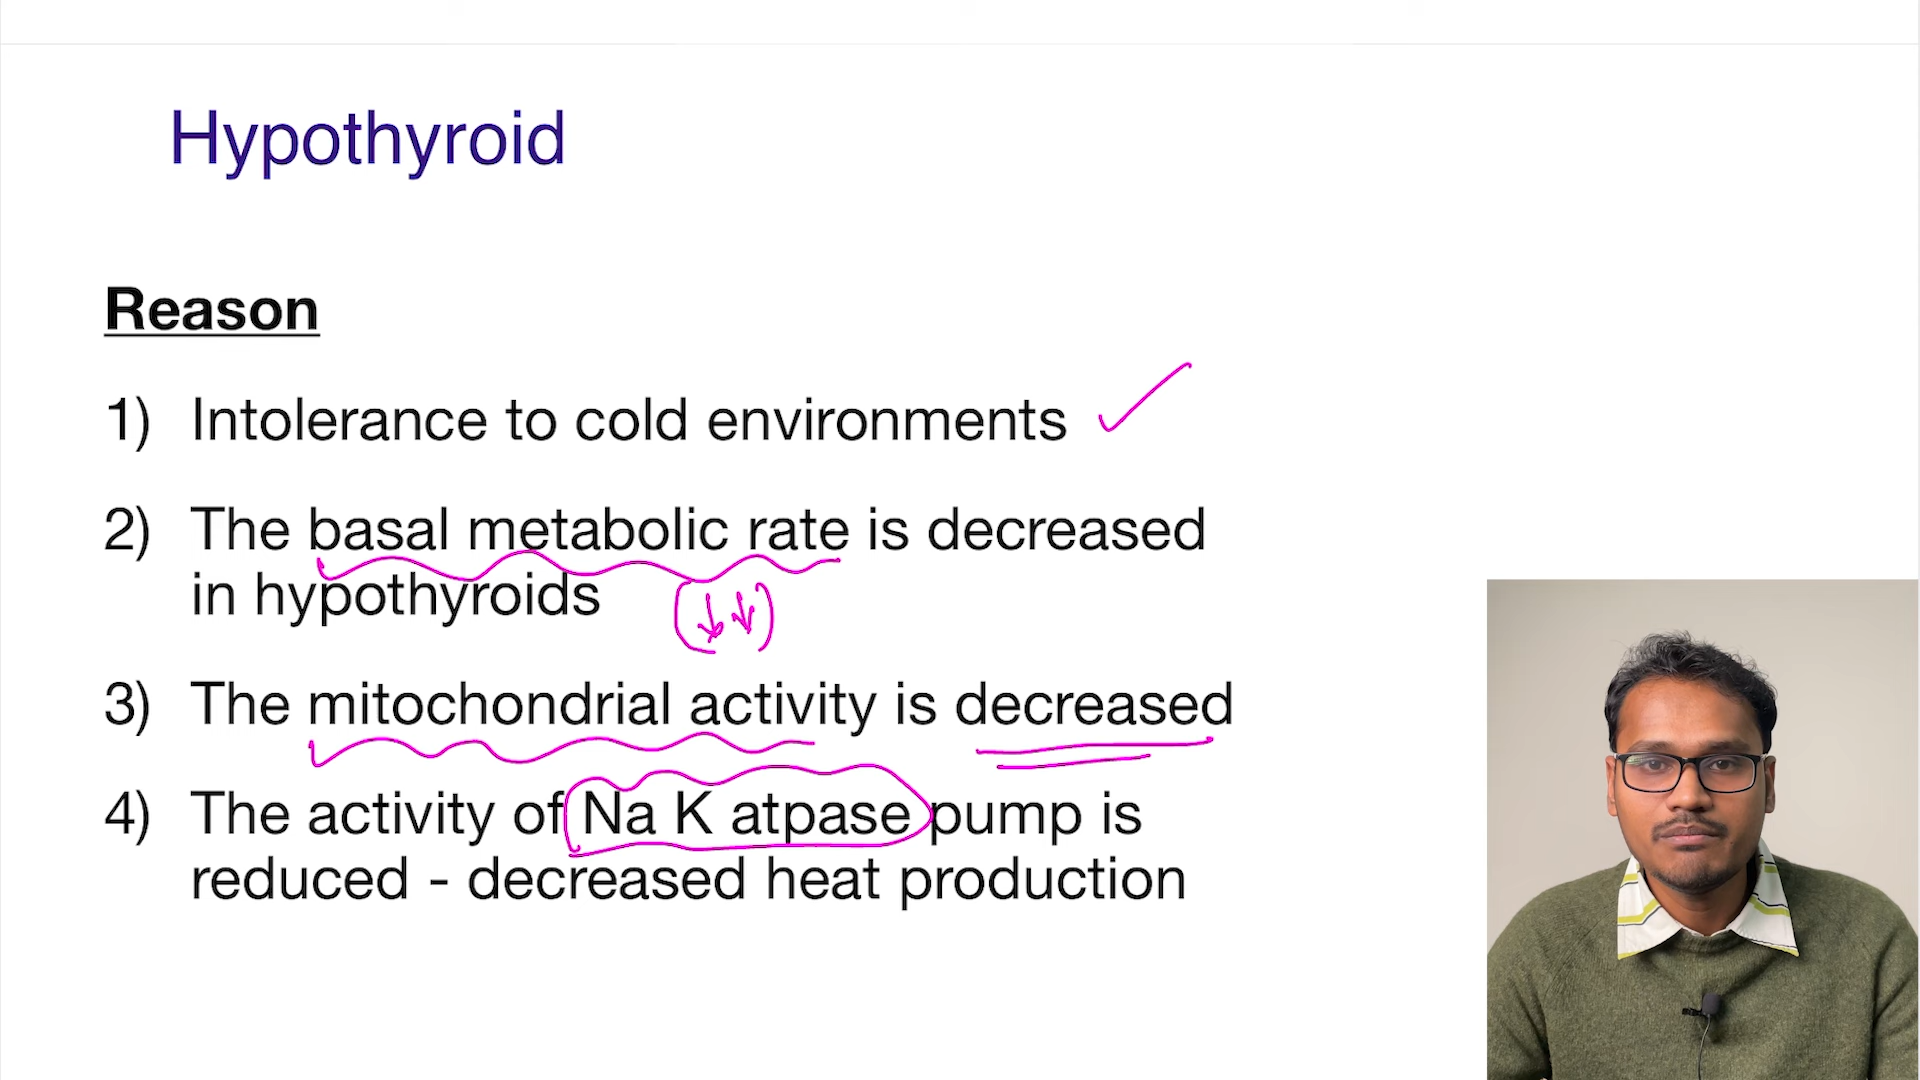 Hypothyroid
Reason
1) Intolerance to cold environments
2) The basal metabolic rate is decreased
in hypothyroids
(↓↓)
3) The mitochondrial activity is decreased
4) The activity of Na K atpase pump is
reduced - decreased heat production